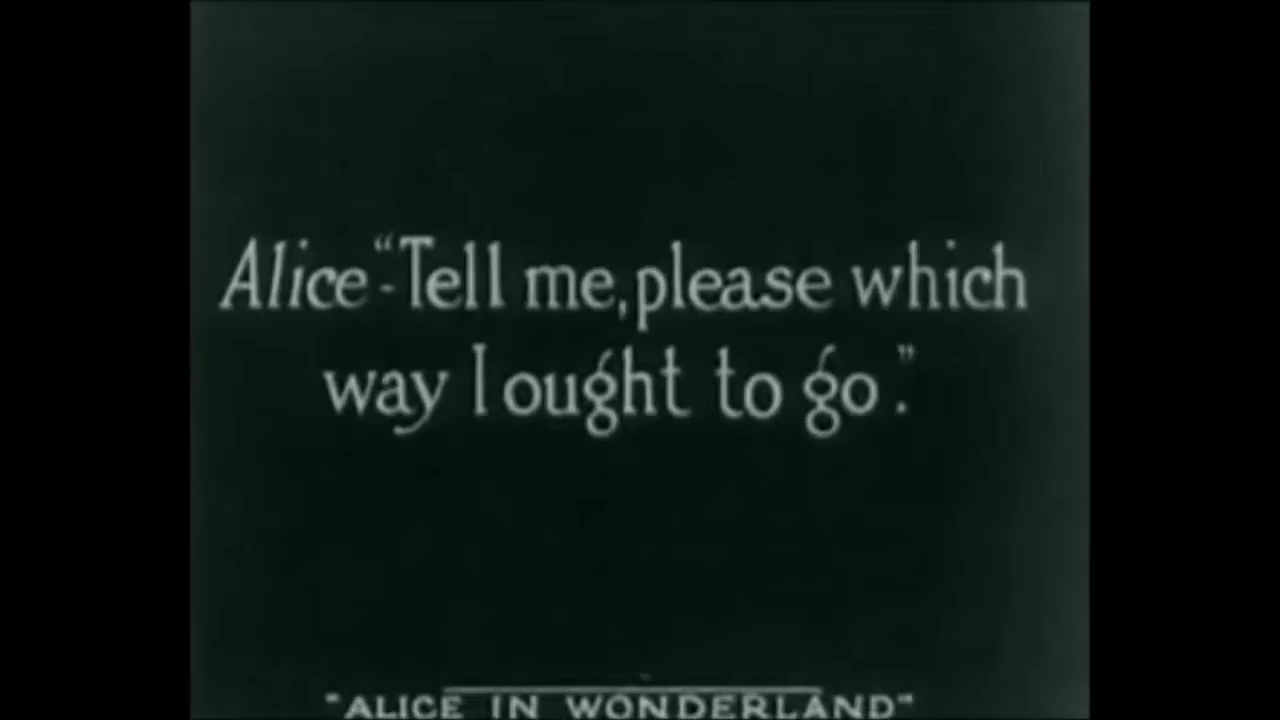 Alice-"Tell me, please which
way I ought to go."
"ALICE IN WONDERLAND"